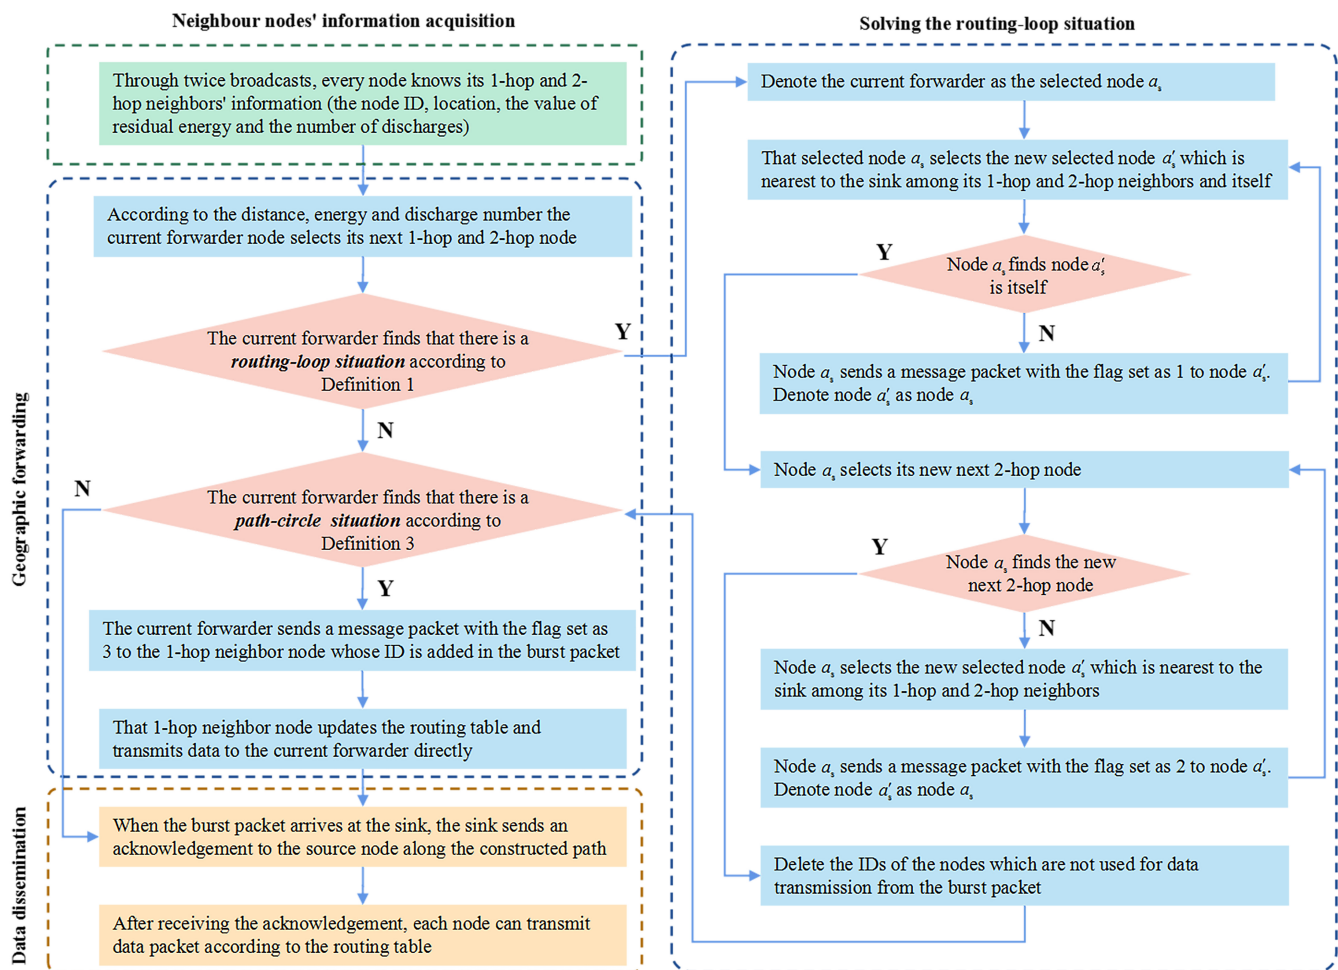 Neighbour nodes' information acquisition
Through twice broadcasts, every node knows its 1-hop and 2-
hop neighbors' information (the node ID, location, the value of
residual energy and the number of discharges)
Geographic forwarding
According to the distance, energy and discharge number the
current forwarder node selects its next 1-hop and 2-hop node
The current forwarder finds that there is a
routing-loop situation according to
Definition 1
Y
N
The current forwarder finds that there is a
path-circle situation according to
Definition 3
N
Y
The current forwarder sends a message packet with the flag set as
3 to the 1-hop neighbor node whose ID is added in the burst packet
That 1-hop neighbor node updates the routing table and
transmits data to the current forwarder directly
Data dissemination
When the burst packet arrives at the sink, the sink sends an
acknowledgement to the source node along the constructed path
After receiving the acknowledgement, each node can transmit
data packet according to the routing table
Solving the routing-loop situation
Denote the current forwarder as the selected node aₛ
That selected node aₛ selects the new selected node a′ₛ which is
nearest to the sink among its 1-hop and 2-hop neighbors and itself
Node aₛ finds node a′ₛ
is itself
Y
N
Node aₛ sends a message packet with the flag set as 1 to node a′ₛ.
Denote node a′ₛ as node aₛ
Node aₛ selects its new next 2-hop node
Node aₛ finds the new
next 2-hop node
Y
N
Node aₛ selects the new selected node a′ₛ which is nearest to the
sink among its 1-hop and 2-hop neighbors
Node aₛ sends a message packet with the flag set as 2 to node a′ₛ.
Denote node a′ₛ as node aₛ
Delete the IDs of the nodes which are not used for data
transmission from the burst packet